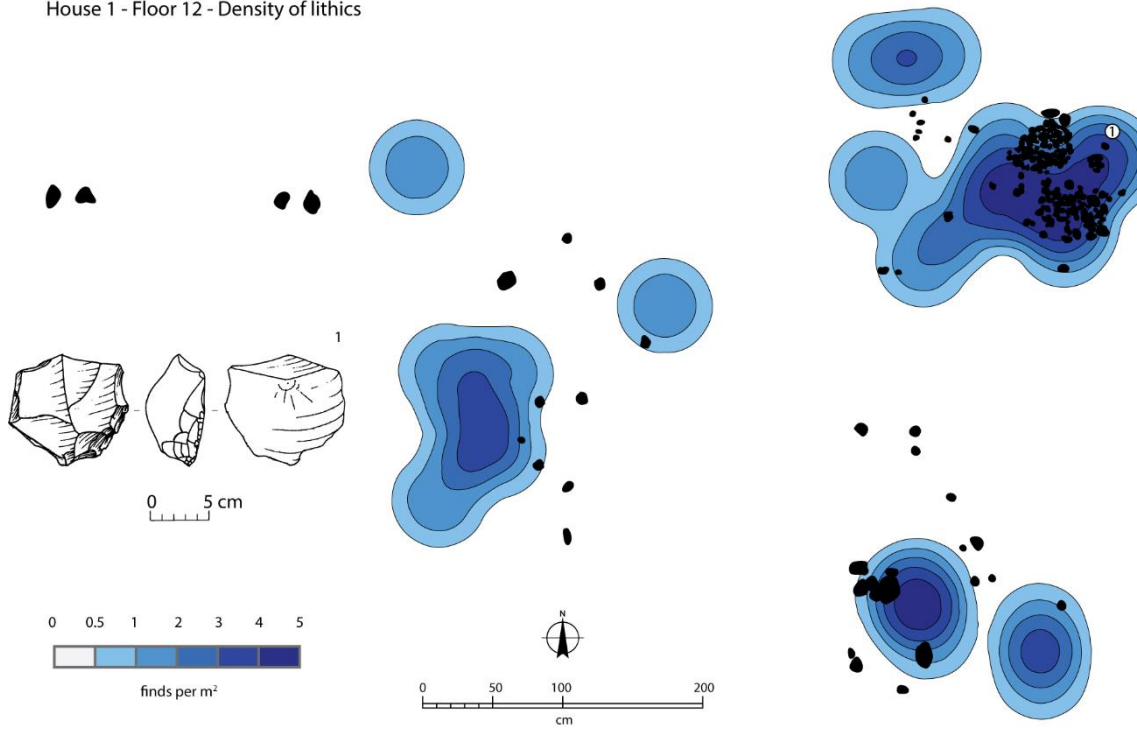 House 1 - Floor 12 - Density of lithics
1
1
0 5 cm
0 0.5 1 2 3 4 5
finds per m²
N
0 50 100 200
cm